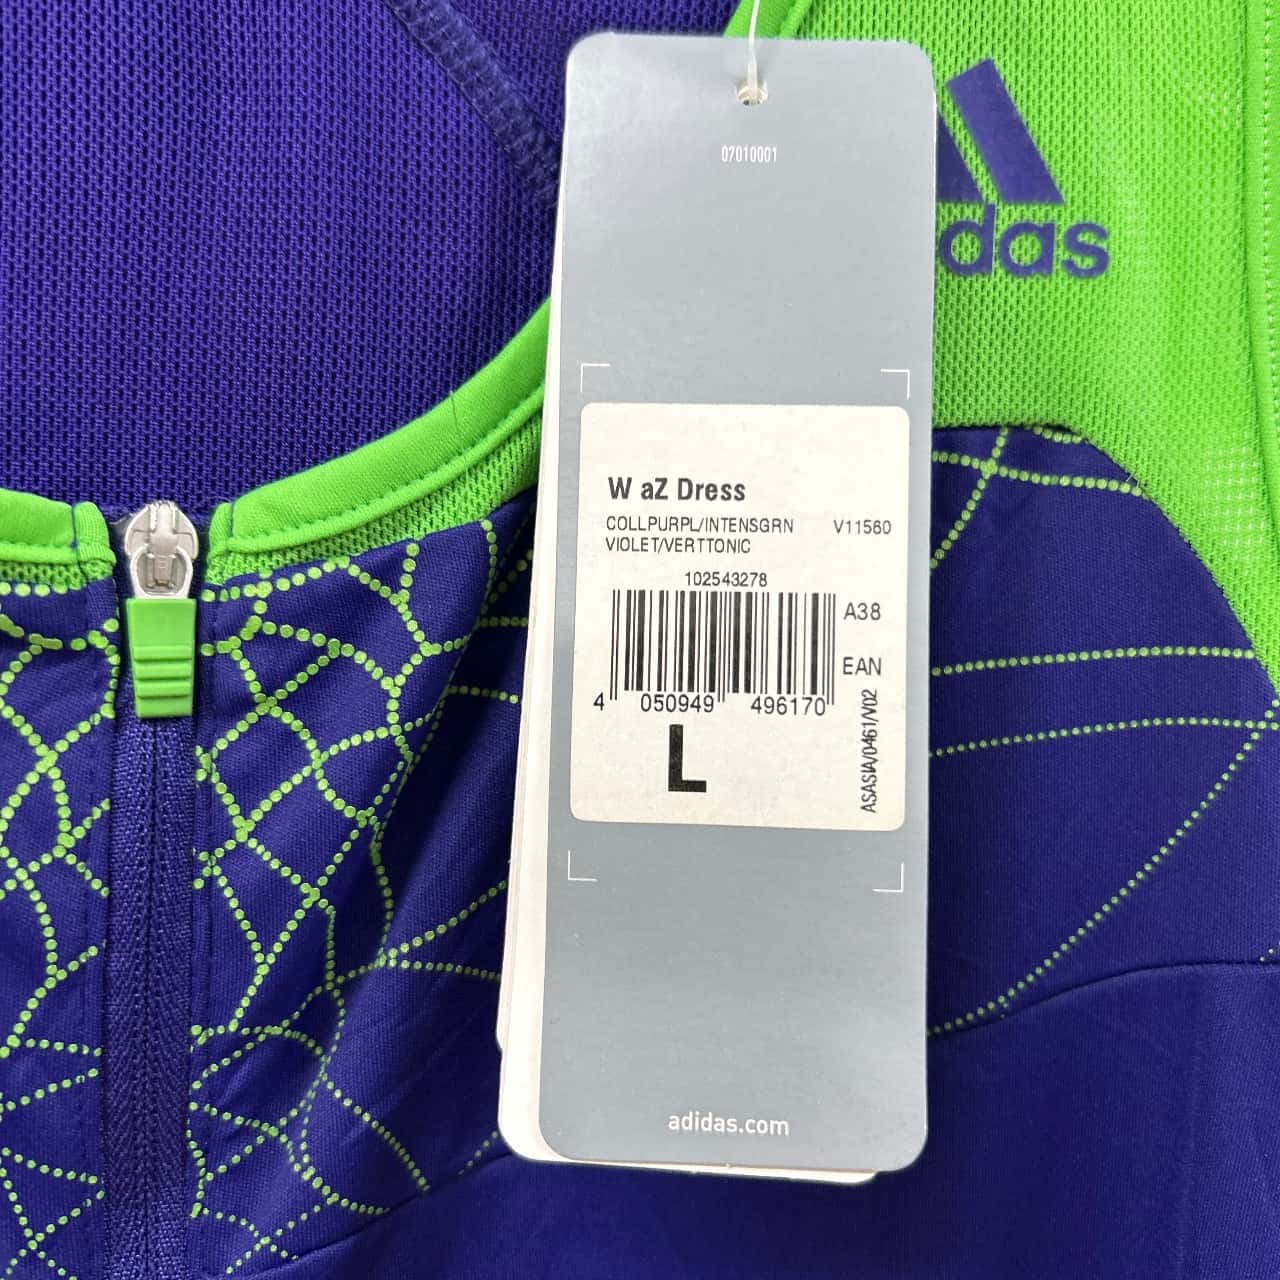 07010001
das
W aZ Dress
COLLPURPL/INTENSGRN V11560
VIOLET/VERTTONIC
102543278
A38
EAN
4 050949 496170
L
ASASIA/0461/V02
adidas.com